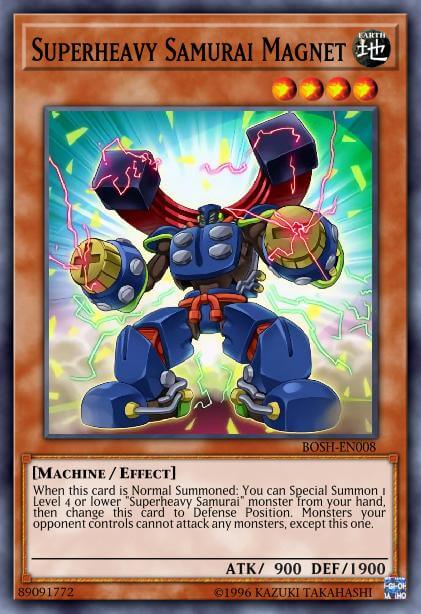 SUPERHEAVY SAMURAI MAGNET
EARTH
地
BOSH-EN008
[MACHINE / EFFECT]
When this card is Normal Summoned: You can Special Summon 1
Level 4 or lower "Superheavy Samurai" monster from your hand,
then change this card to Defense Position. Monsters your
opponent controls cannot attack any monsters, except this one.
ATK/ 900 DEF/1900
89091772
©1996 KAZUKI TAKAHASHI